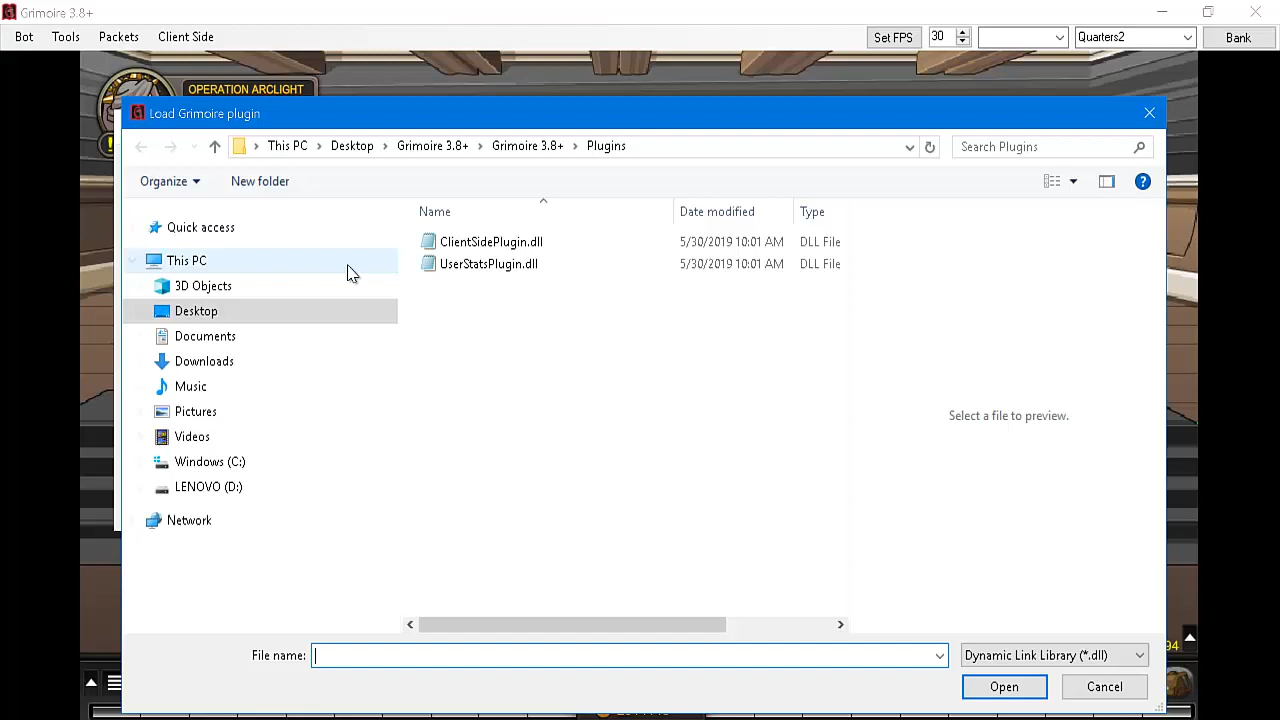 Grimoire 3.8+
Bot Tools Packets Client Side Set FPS 30 Quarters2 Bank
OPERATION ARCLIGHT
Load Grimoire plugin
This PC > Desktop > Grimoire 3.8+ > Grimoire 3.8+ > Plugins Search Plugins
Organize New folder
Name Date modified Type
Quick access
ClientSidePlugin.dll 5/30/2019 10:01 AM DLL File
This PC
UserStatsPlugin.dll 5/30/2019 10:01 AM DLL File
3D Objects
Desktop
Documents
Downloads
Music
Pictures
Select a file to preview.
Videos
Windows (C:)
LENOVO (D:)
Network
File name: Dynamic Link Library (*.dll)
Open Cancel